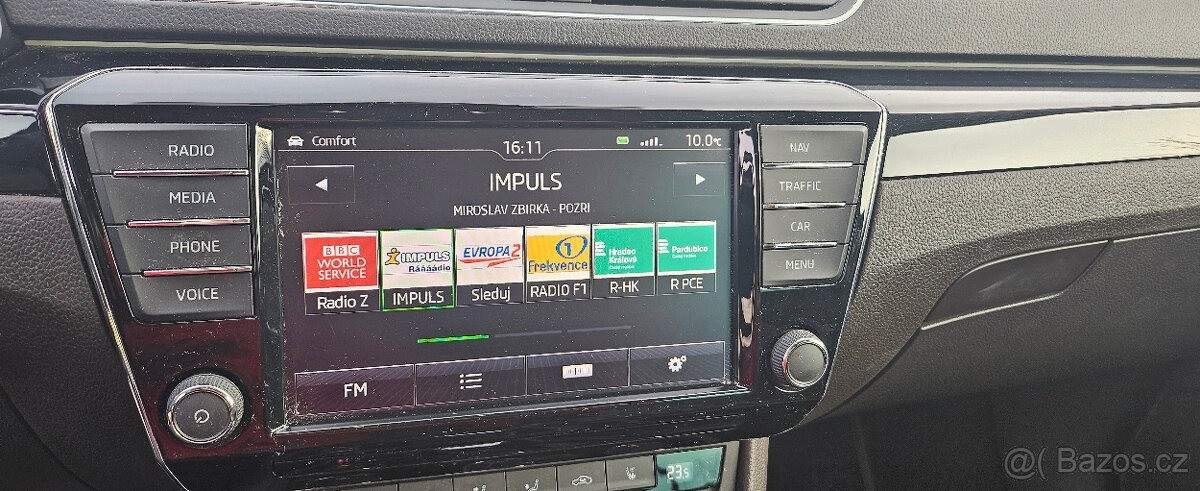 RADIO
MEDIA
PHONE
VOICE
Comfort
16:11
10.0℃
IMPULS
MIROSLAV ZBIRKA - POZRI
BBC
WORLD
SERVICE
Radio Z
IMPULS
Ráááádio
IMPULS
EVROPA 2
Sleduj
1
Frekvence
RADIO F1
Hradec
Králové
R-HK
Pardubice
R PCE
FM
NAV
TRAFFIC
CAR
MENU
23.5
@( Bazos.cz